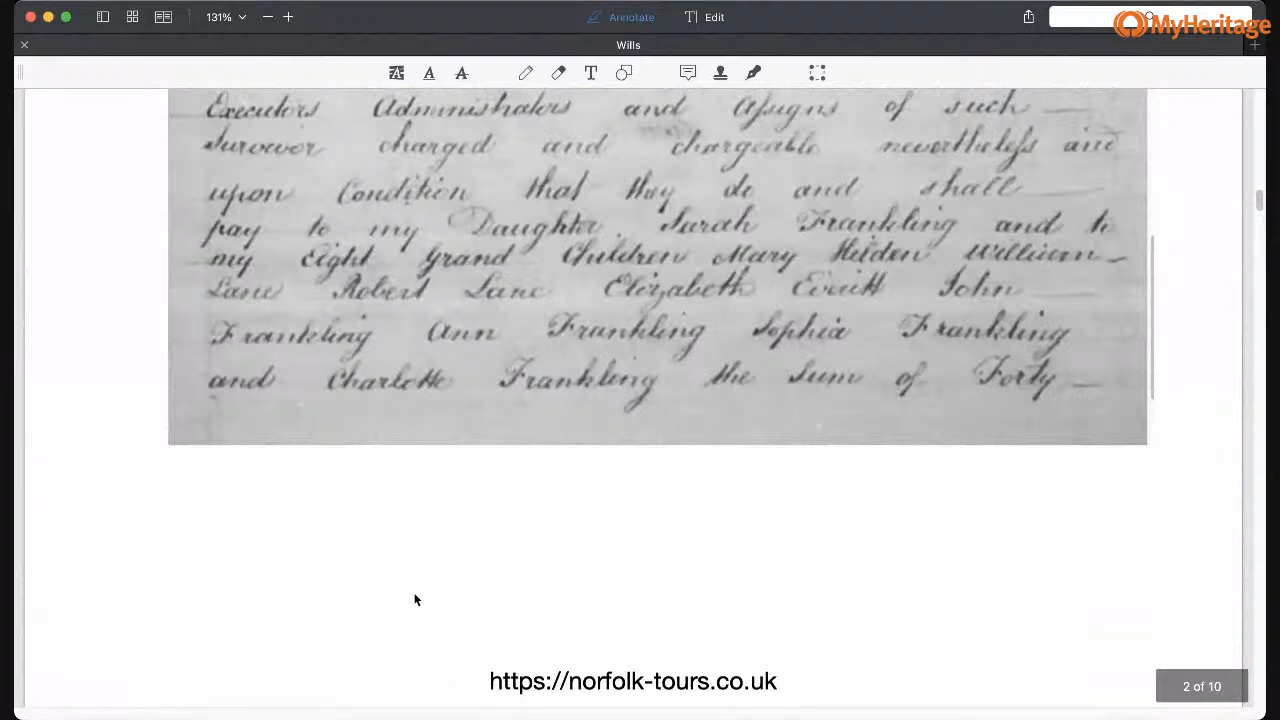 131%
Annotate
Edit
MyHeritage
Wills
Executors Administrators and Assigns of such
Survivor charged and chargeable nevertheless and
upon Condition that they do and shall
pay to my Daughter Sarah Frankling and to
my Eight Grand Children Mary William
Lane Robert Lane Elizabeth Everitt John
Frankling Ann Frankling Sophia Frankling
and Charlotte Frankling the Sum of Forty
https://norfolk-tours.co.uk
2 of 10